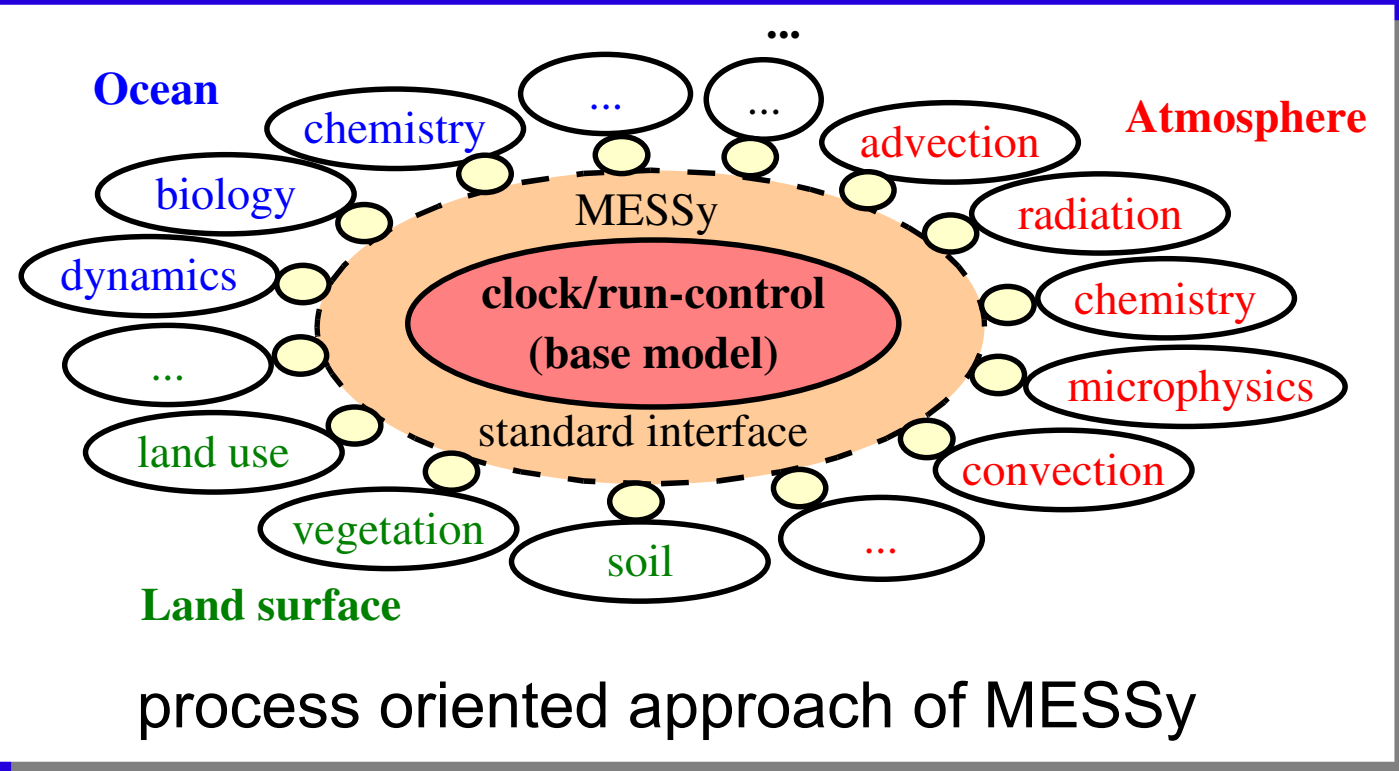 ...
Ocean
chemistry
...
...
advection
Atmosphere
biology
MESSy
radiation
dynamics
clock/run-control
(base model)
chemistry
...
microphysics
land use
standard interface
convection
vegetation
soil
...
Land surface
process oriented approach of MESSy